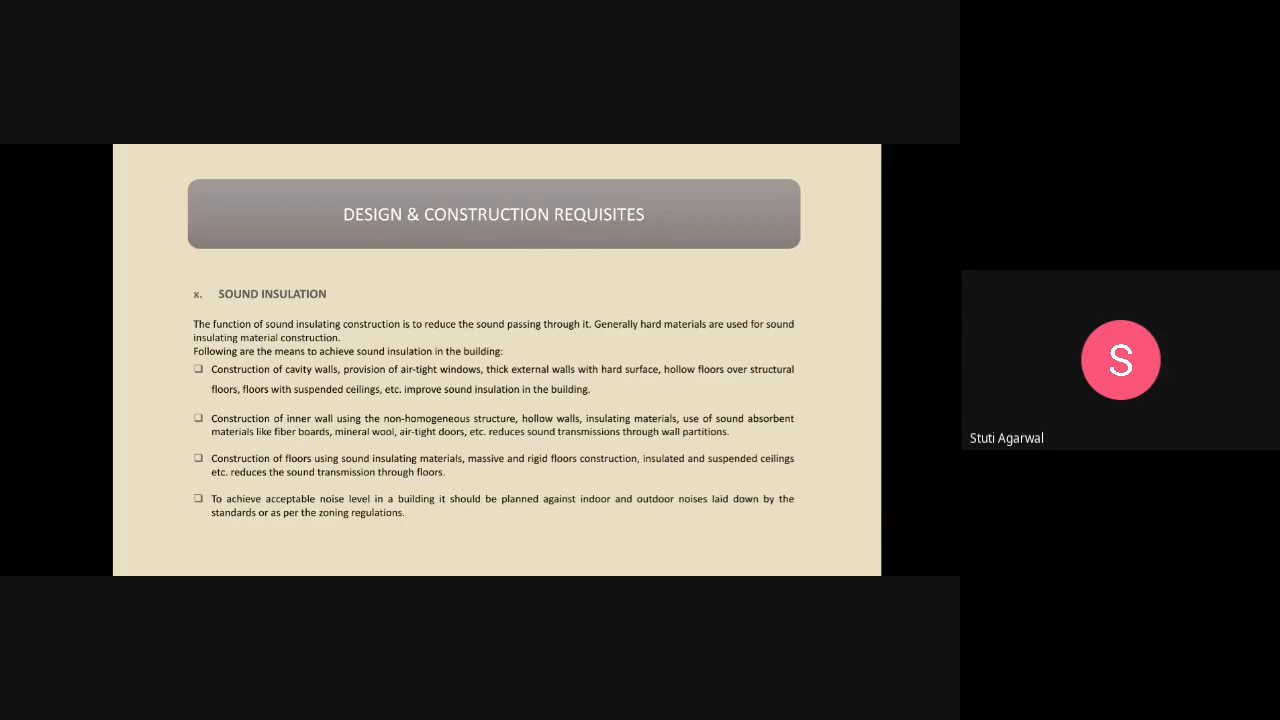 DESIGN & CONSTRUCTION REQUISITES
x. SOUND INSULATION
The function of sound insulating construction is to reduce the sound passing through it. Generally hard materials are used for sound
insulating material construction.
Following are the means to achieve sound insulation in the building:
❑ Construction of cavity walls, provision of air-tight windows, thick external walls with hard surface, hollow floors over structural
floors, floors with suspended ceilings, etc. improve sound insulation in the building.
❑ Construction of inner wall using the non-homogeneous structure, hollow walls, insulating materials, use of sound absorbent
materials like fiber boards, mineral wool, air-tight doors, etc. reduces sound transmissions through wall partitions.
❑ Construction of floors using sound insulating materials, massive and rigid floors construction, insulated and suspended ceilings
etc. reduces the sound transmission through floors.
❑ To achieve acceptable noise level in a building it should be planned against indoor and outdoor noises laid down by the
standards or as per the zoning regulations.
S
Stuti Agarwal